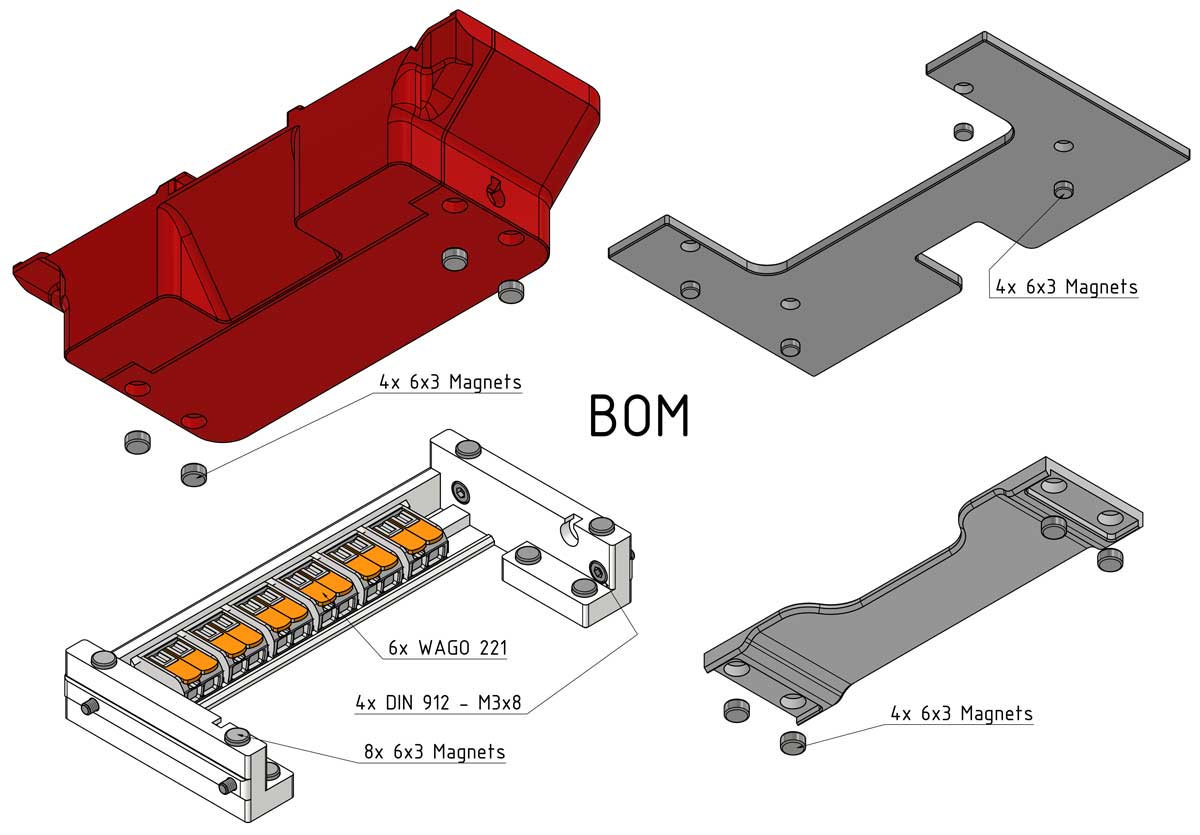 4x 6x3 Magnets
4x 6x3 Magnets
BOM
6x WAGO 221
4x DIN 912 - M3x8
4x 6x3 Magnets
8x 6x3 Magnets